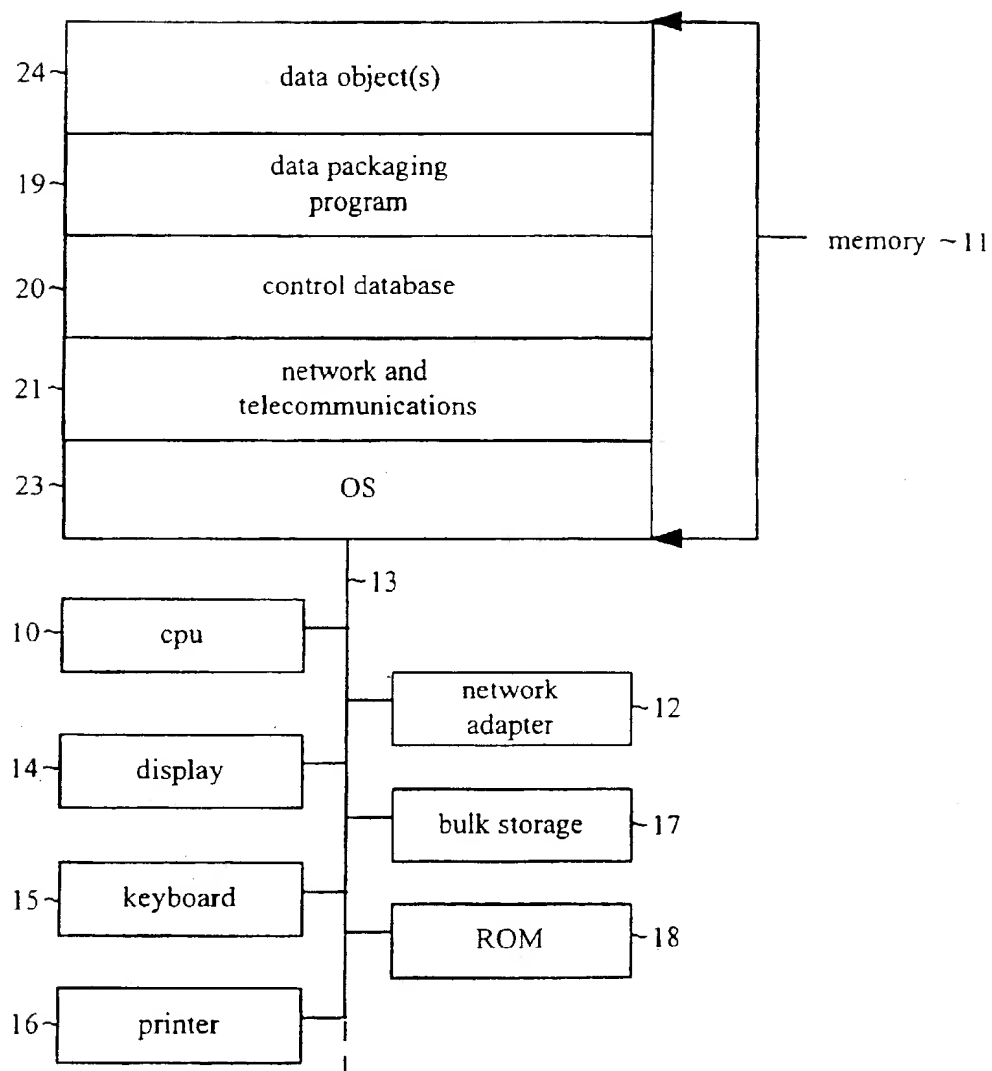 24~ data object(s)
19~ data packaging
program
20~ control database
memory ~11
21~ network and
telecommunications
23~ OS
~13
10~ cpu
network
adapter ~12
14~ display
bulk storage ~17
15~ keyboard
ROM ~18
16~ printer